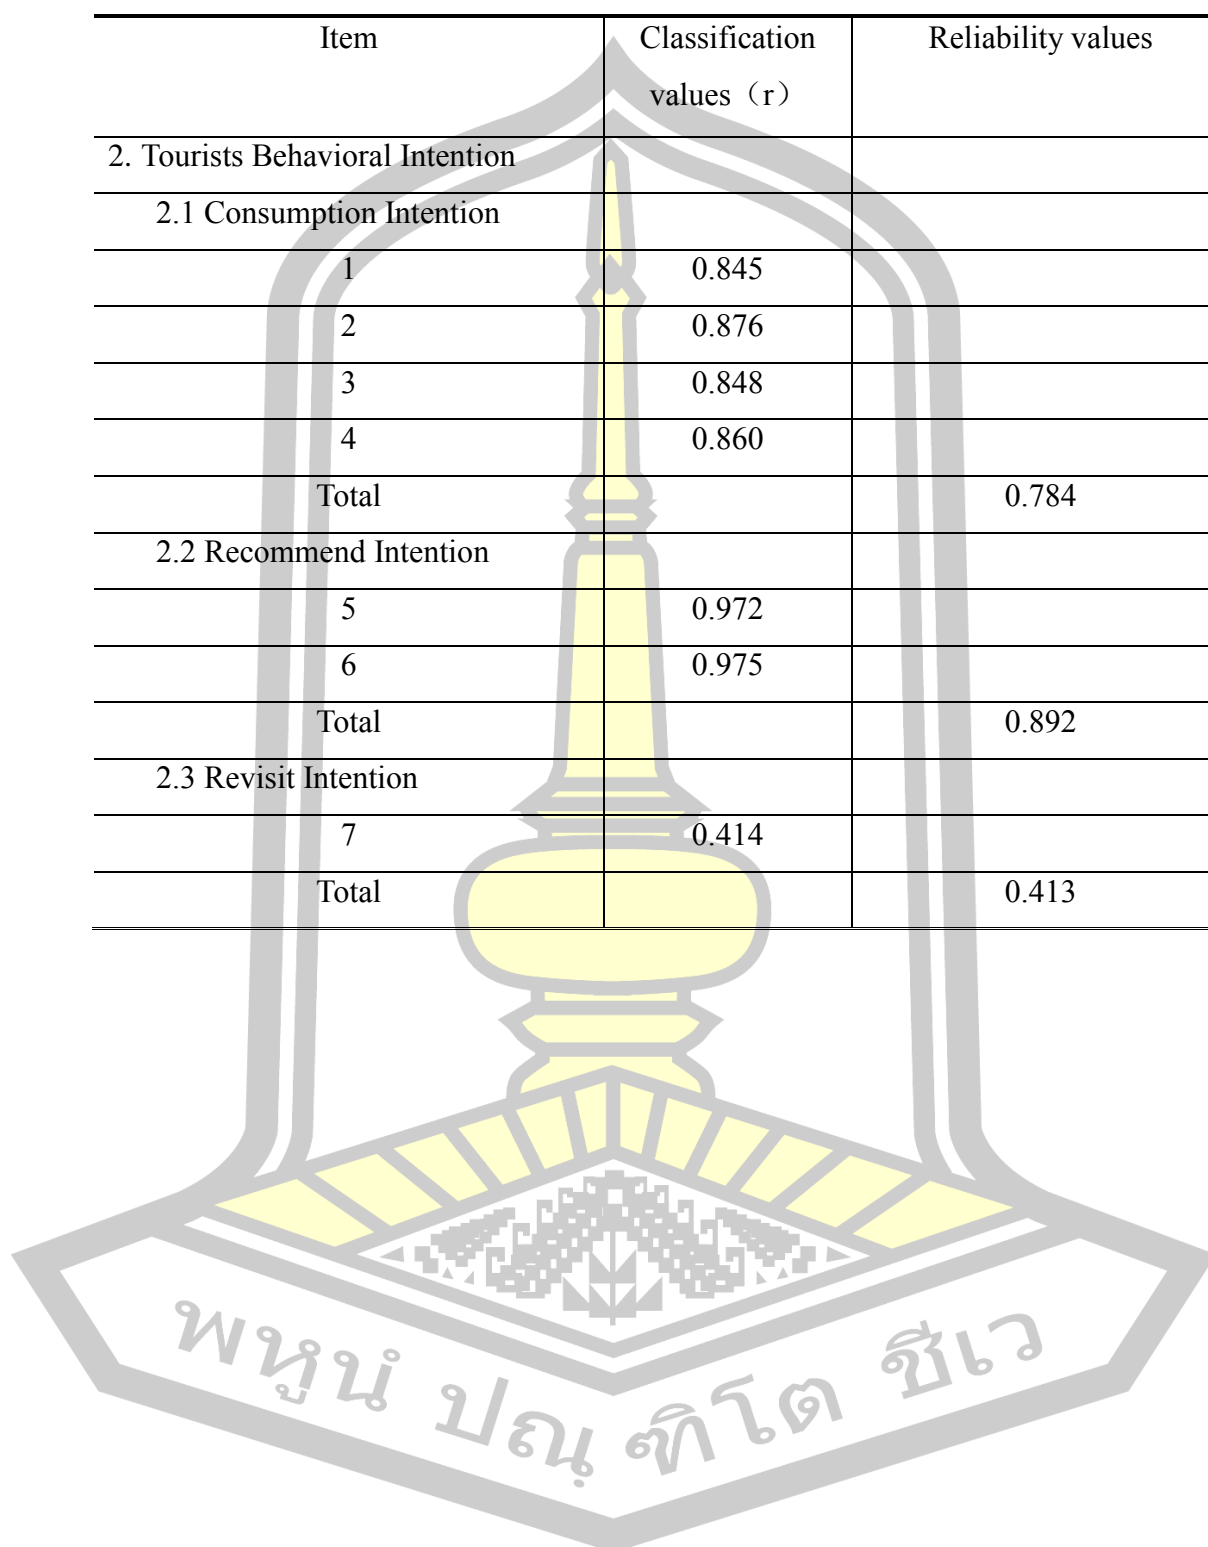 Item Classification Reliability values
values（r）
2. Tourists Behavioral Intention
2.1 Consumption Intention
1 0.845
2 0.876
3 0.848
4 0.860
Total 0.784
2.2 Recommend Intention
5 0.972
6 0.975
Total 0.892
2.3 Revisit Intention
7 0.414
Total 0.413
พหูนํ ปณฺฑิโต ชีเว